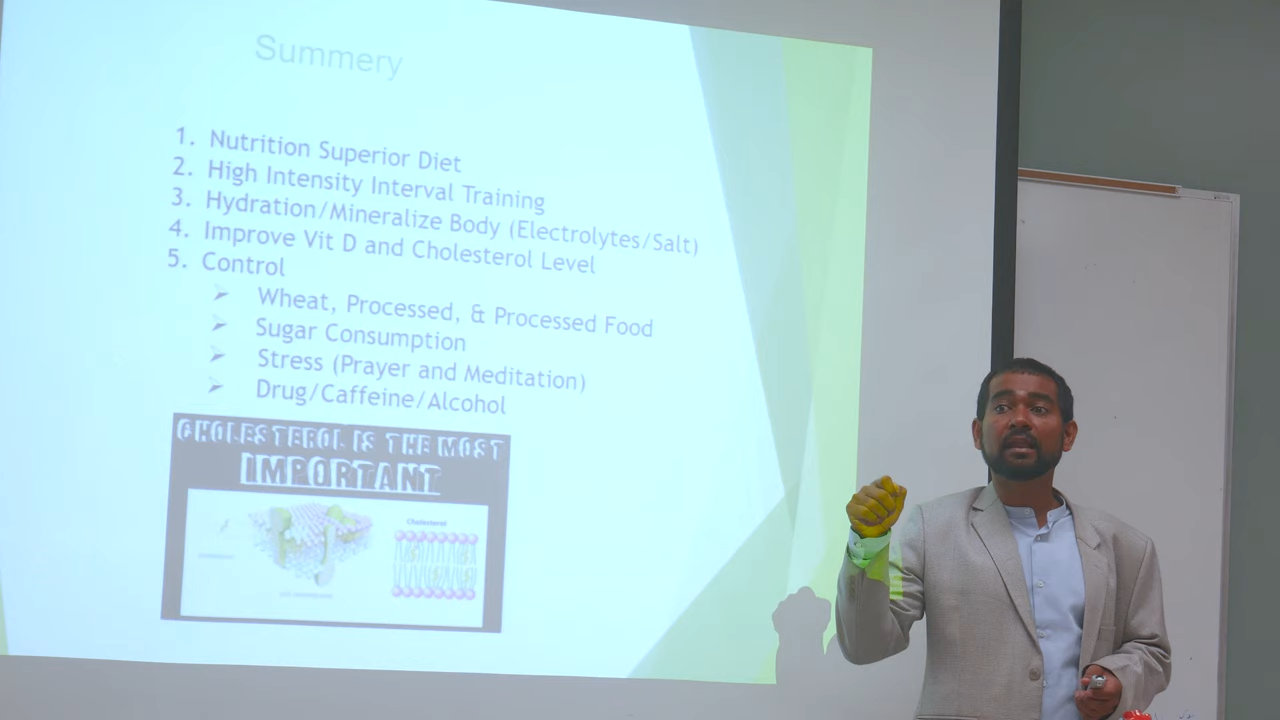 Summery
1. Nutrition Superior Diet
2. High Intensity Interval Training
3. Hydration/Mineralize Body (Electrolytes/Salt)
4. Improve Vit D and Cholesterol Level
5. Control
➢ Wheat, Processed, & Processed Food
➢ Sugar Consumption
➢ Stress (Prayer and Meditation)
➢ Drug/Caffeine/Alcohol
CHOLESTEROL IS THE MOST
IMPORTANT
Cholesterol